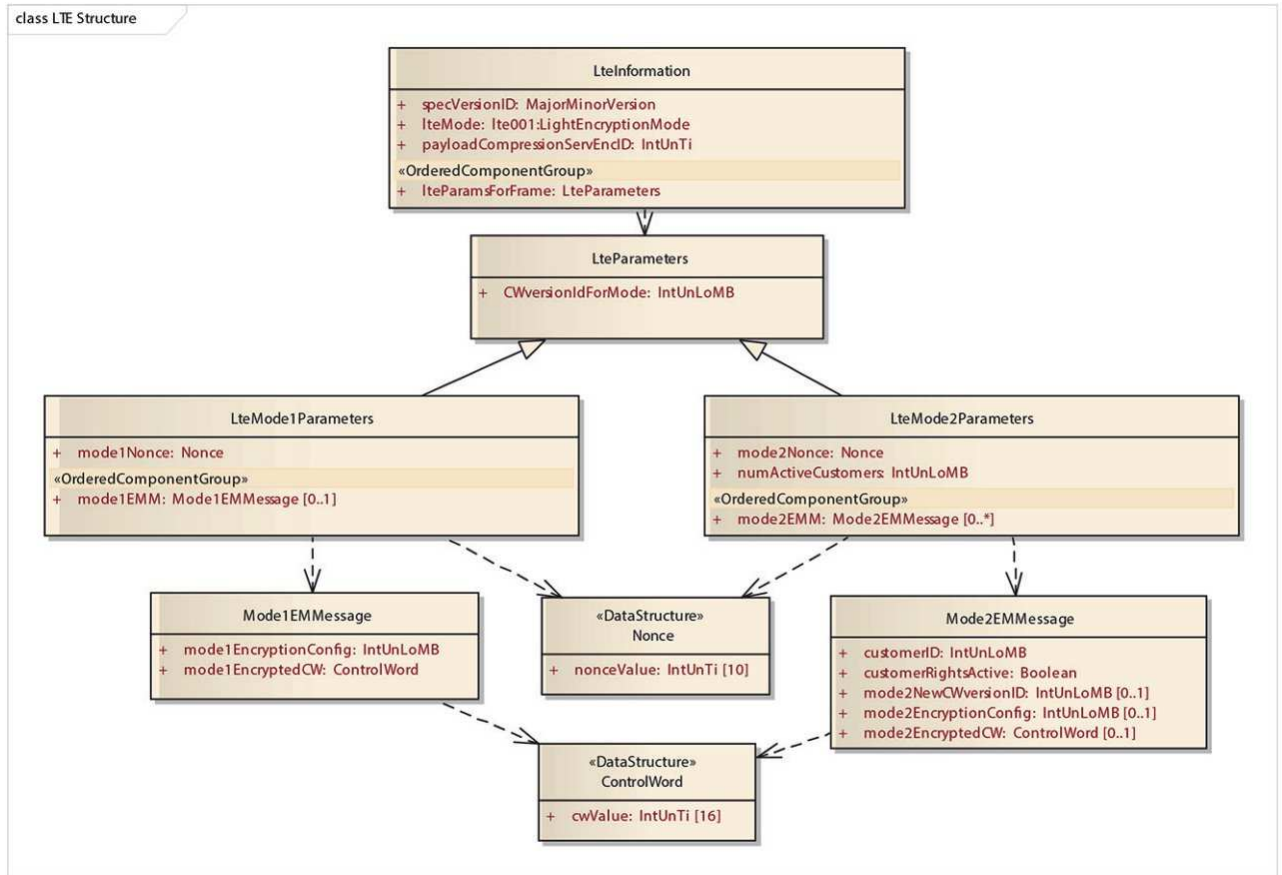 class LTE Structure
LteInformation
+ specVersionID: MajorMinorVersion
+ lteMode: lte001:LightEncryptionMode
+ payloadCompressionServEncID: IntUnTi
«OrderedComponentGroup»
+ lteParamsForFrame: LteParameters
LteParameters
+ CWversionIdForMode: IntUnLoMB
LteMode1Parameters
+ mode1Nonce: Nonce
«OrderedComponentGroup»
+ mode1EMM: Mode1EMMessage [0..1]
LteMode2Parameters
+ mode2Nonce: Nonce
+ numActiveCustomers: IntUnLoMB
«OrderedComponentGroup»
+ mode2EMM: Mode2EMMessage [0..*]
Mode1EMMessage
+ mode1EncryptionConfig: IntUnLoMB
+ mode1EncryptedCW: ControlWord
«DataStructure»
Nonce
+ nonceValue: IntUnTi [10]
Mode2EMMessage
+ customerID: IntUnLoMB
+ customerRightsActive: Boolean
+ mode2NewCWversionID: IntUnLoMB [0..1]
+ mode2EncryptionConfig: IntUnLoMB [0..1]
+ mode2EncryptedCW: ControlWord [0..1]
«DataStructure»
ControlWord
+ cwValue: IntUnTi [16]